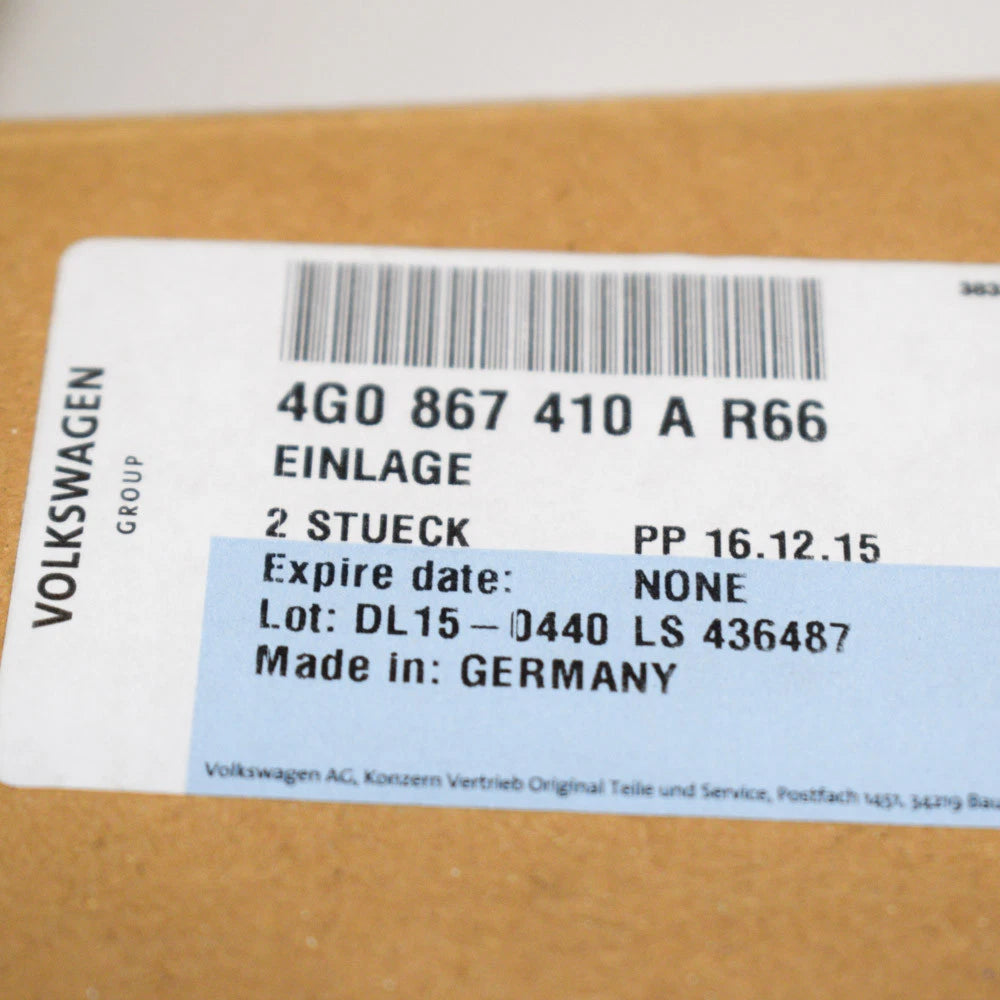 VOLKSWAGEN
GROUP
4G0 867 410 A R66
EINLAGE
2 STUECK PP 16.12.15
Expire date: NONE
Lot: DL15-0440 LS 436487
Made in: GERMANY
Volkswagen AG, Konzern Vertrieb Original Teile und Service, Postfach 1451, 34219